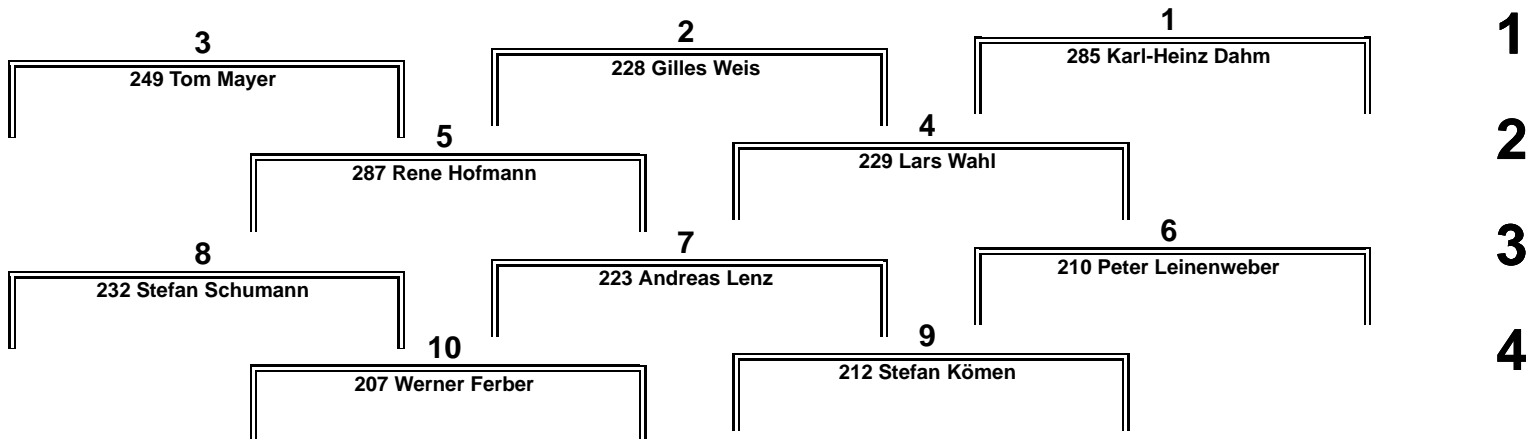 3 2 1 1
249 Tom Mayer 228 Gilles Weis 285 Karl-Heinz Dahm
5 4 2
287 Rene Hofmann 229 Lars Wahl
8 7 6 3
232 Stefan Schumann 223 Andreas Lenz 210 Peter Leinenweber
10 9 4
207 Werner Ferber 212 Stefan Kömen